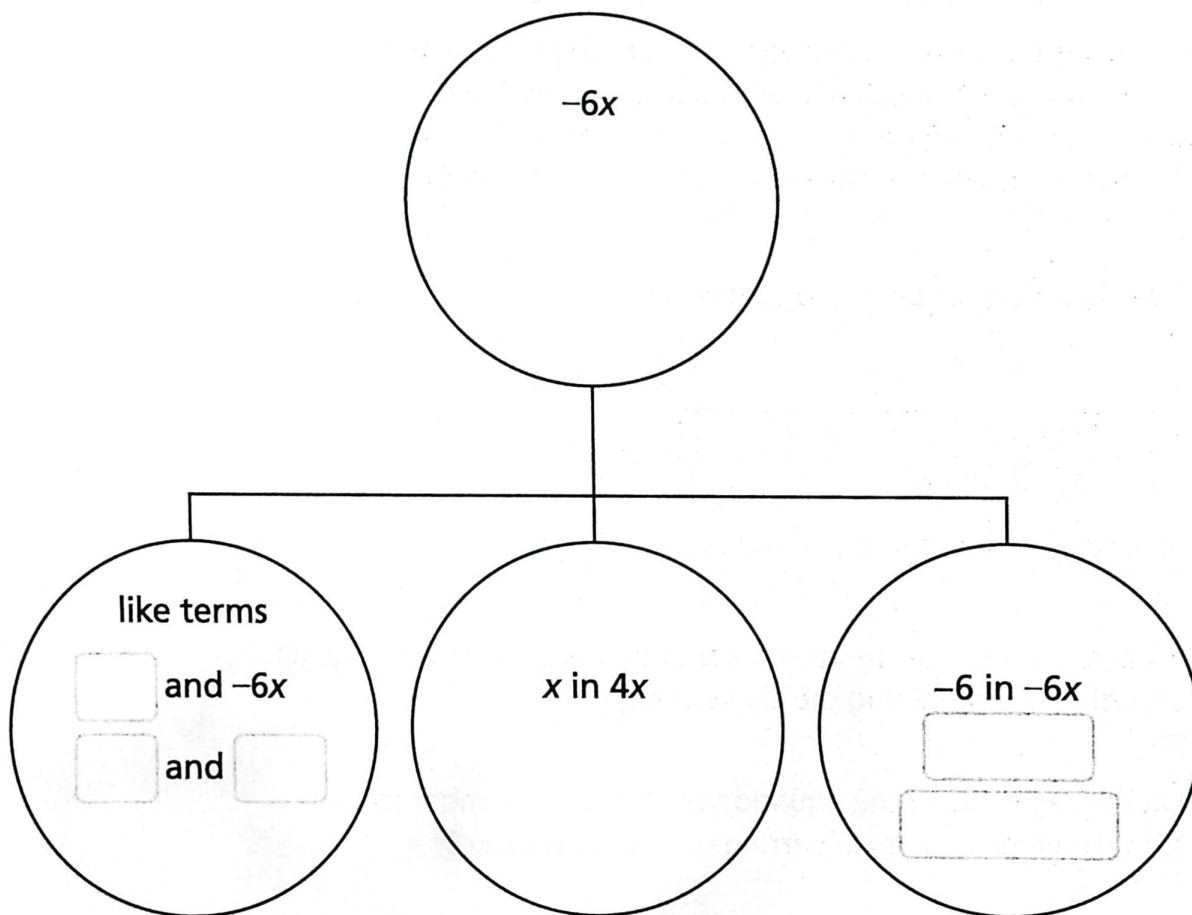 –6x
like terms
and –6x
and
x in 4x
–6 in –6x